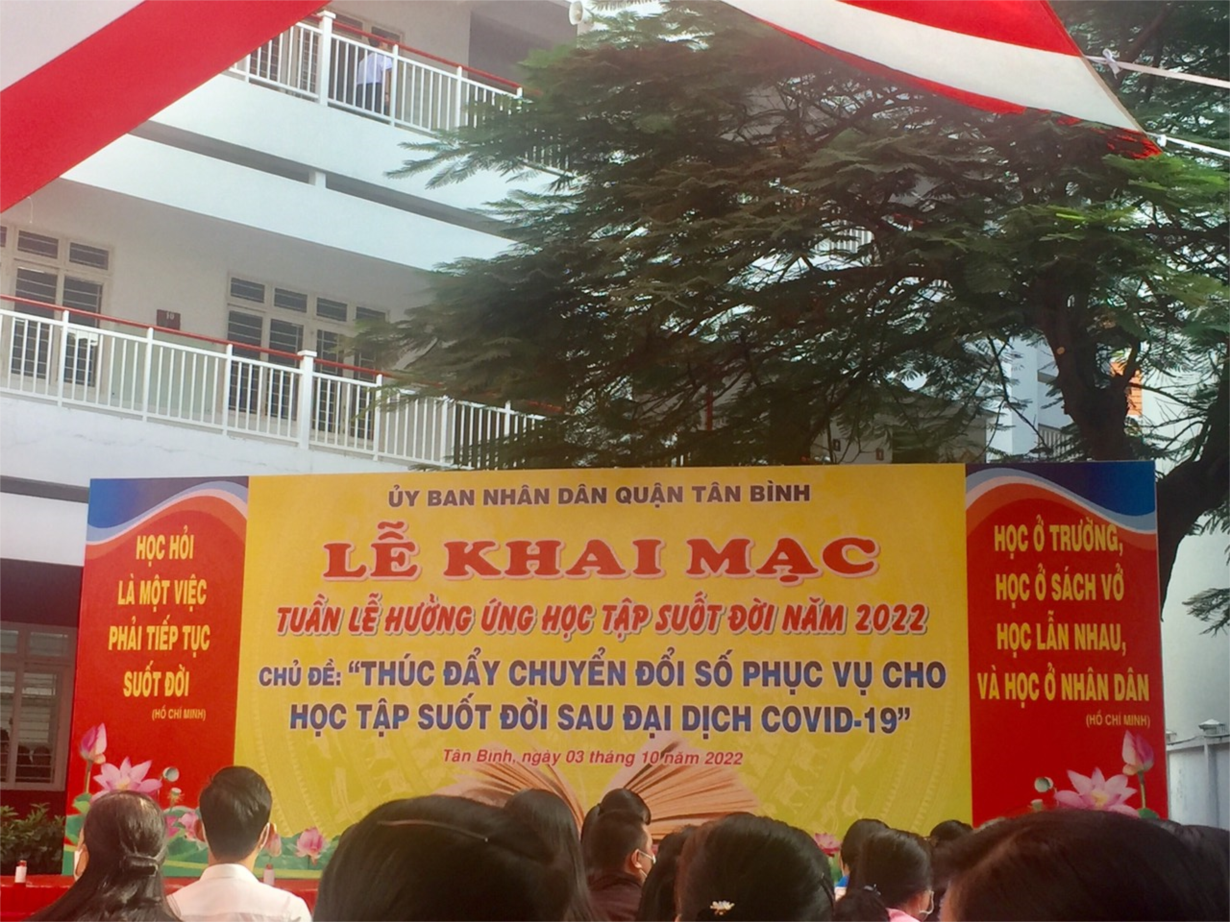 ỦY BAN NHÂN DÂN QUẬN TÂN BÌNH
LỄ KHAI MẠC
TUẦN LỄ HƯỞNG ỨNG HỌC TẬP SUỐT ĐỜI NĂM 2022
CHỦ ĐỀ: “THÚC ĐẨY CHUYỂN ĐỔI SỐ PHỤC VỤ CHO
HỌC TẬP SUỐT ĐỜI SAU ĐẠI DỊCH COVID-19”
Tân Bình, ngày 03 tháng 10 năm 2022
HỌC HỎI
LÀ MỘT VIỆC
PHẢI TIẾP TỤC
SUỐT ĐỜI
(HỒ CHÍ MINH)
HỌC Ở TRƯỜNG,
HỌC Ở SÁCH VỞ
HỌC LẪN NHAU,
VÀ HỌC Ở NHÂN DÂN
(HỒ CHÍ MINH)